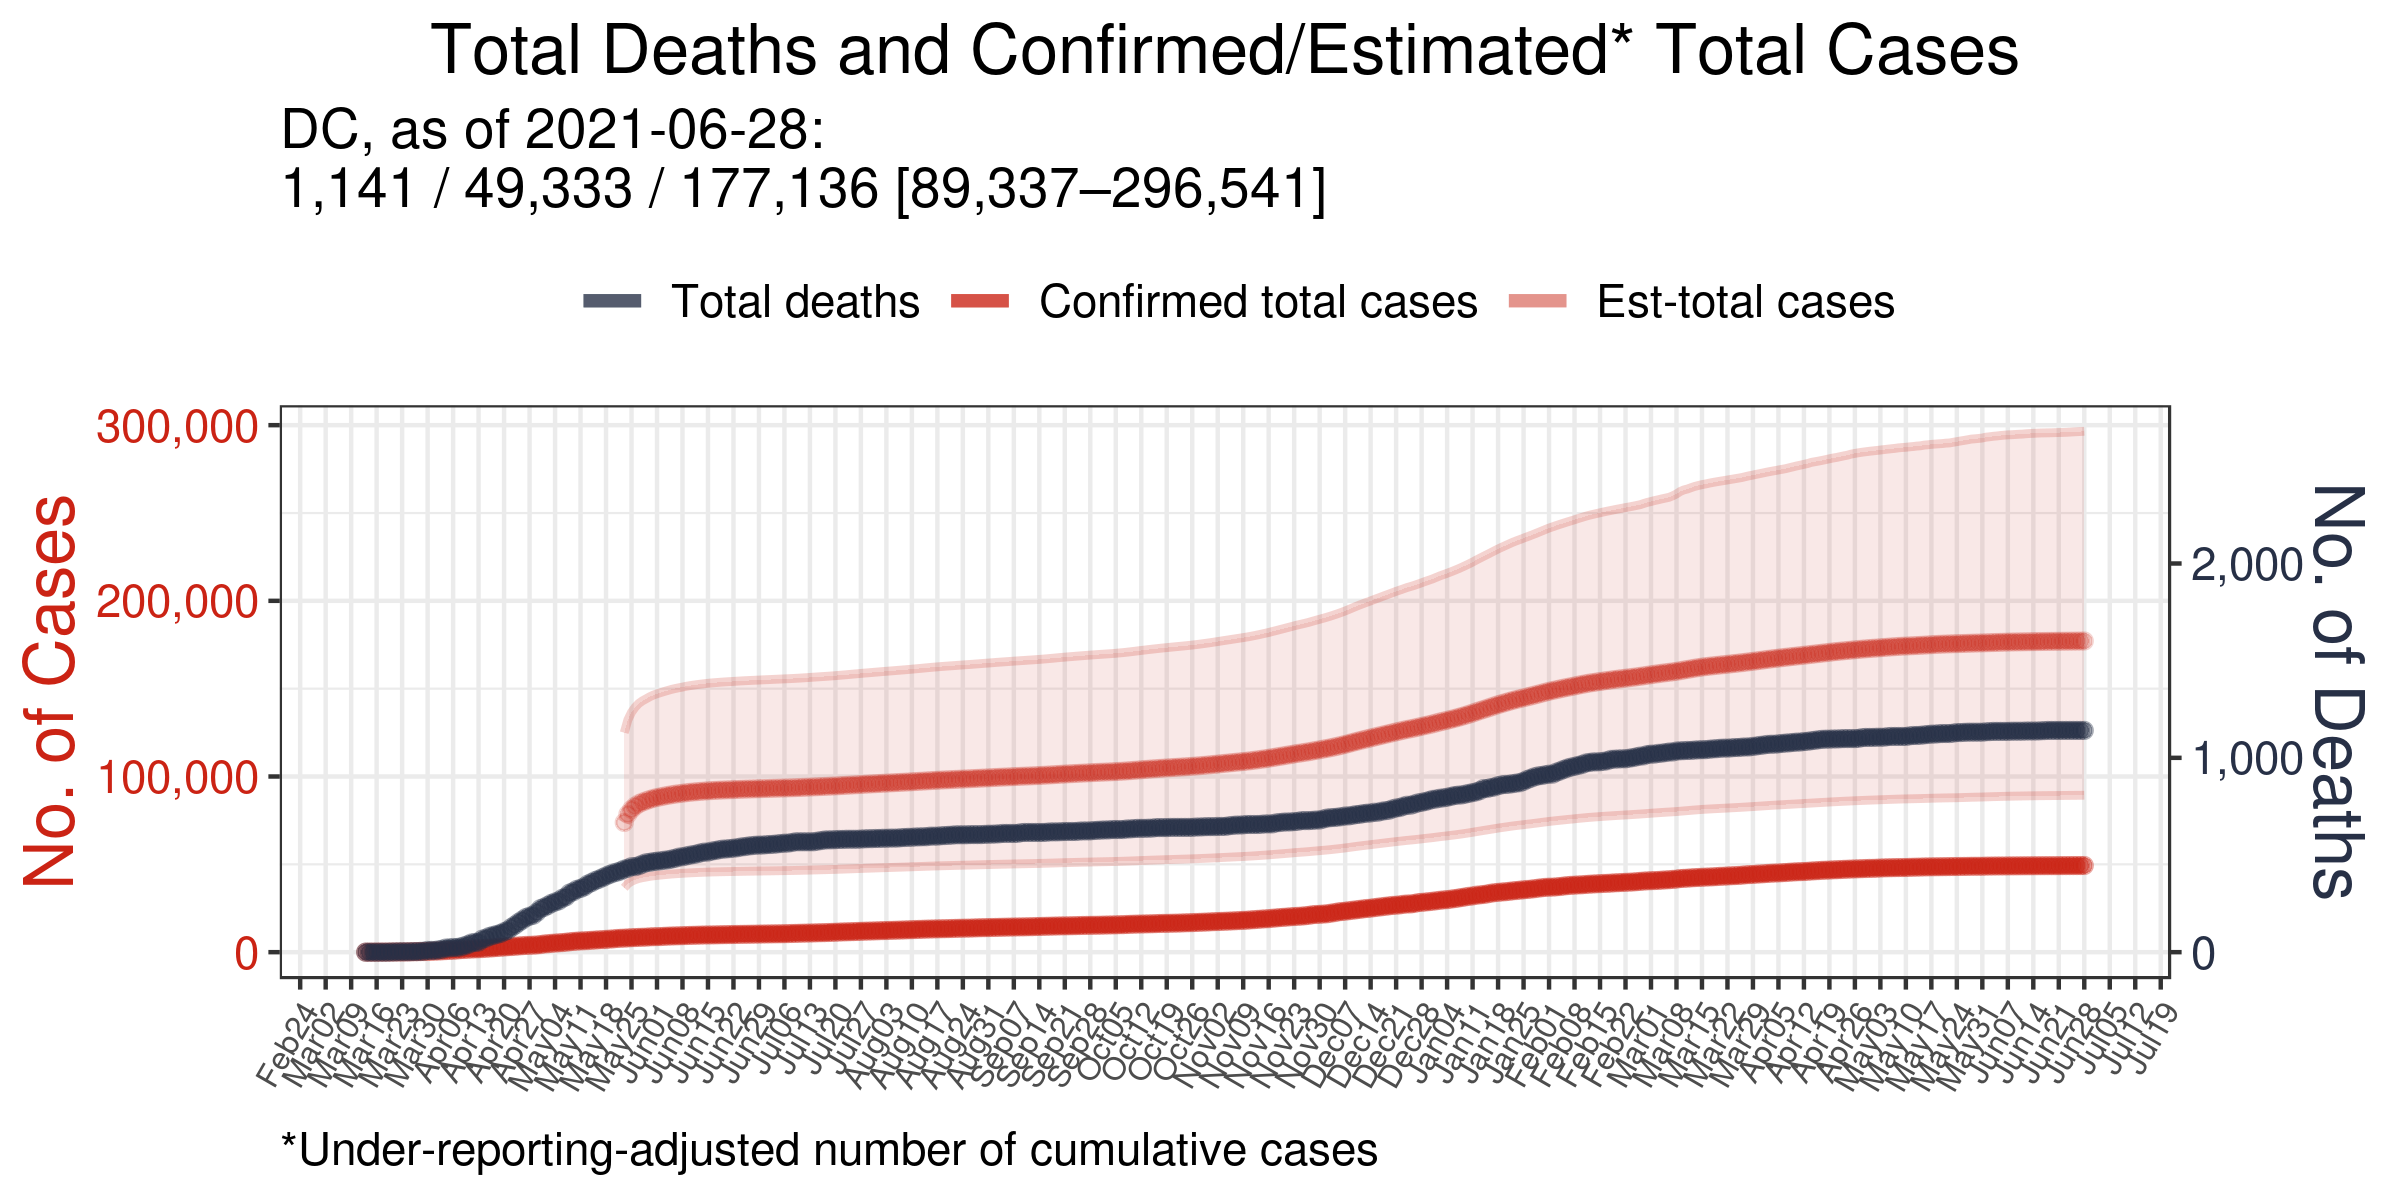 Total Deaths and Confirmed/Estimated* Total Cases
DC, as of 2021-06-28:
1,141 / 49,333 / 177,136 [89,337–296,541]
Total deaths
Confirmed total cases
Est-total cases
No. of Cases
300,000
200,000
100,000
0
2,000
1,000
0
No. of Deaths
Feb24
Mar02
Mar09
Mar16
Mar23
Mar30
Apr06
Apr13
Apr20
Apr27
May04
May11
May18
May25
Jun01
Jun08
Jun15
Jun22
Jun29
Jul06
Jul13
Jul20
Jul27
Aug03
Aug10
Aug17
Aug24
Aug31
Sep07
Sep14
Sep21
Sep28
Oct05
Oct12
Oct19
Oct26
Nov02
Nov09
Nov16
Nov23
Nov30
Dec07
Dec14
Dec21
Dec28
Jan04
Jan11
Jan18
Jan25
Feb01
Feb08
Feb15
Feb22
Mar01
Mar08
Mar15
Mar22
Mar29
Apr05
Apr12
Apr19
Apr26
May03
May10
May17
May24
May31
Jun07
Jun14
Jun21
Jun28
Jul05
Jul12
Jul19
*Under-reporting-adjusted number of cumulative cases